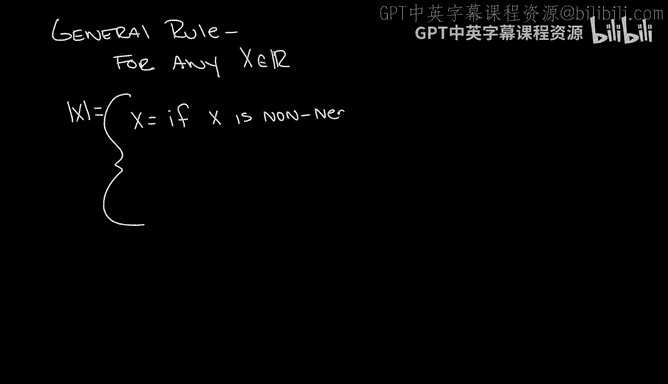 GPT中英字幕课程资源@bilibili.com
GPT中英字幕课程资源 bilibili
GENERAL RULE-
FOR ANY X∈ℝ
|X|= { X = if X IS NON-NEG